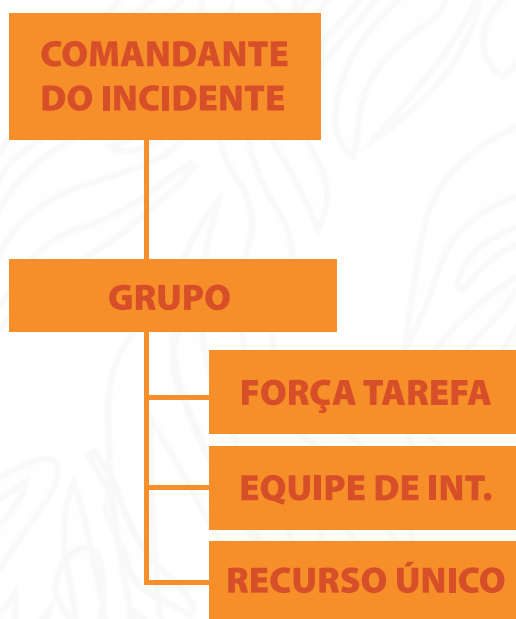 COMANDANTE
DO INCIDENTE
GRUPO
FORÇA TAREFA
EQUIPE DE INT.
RECURSO ÚNICO